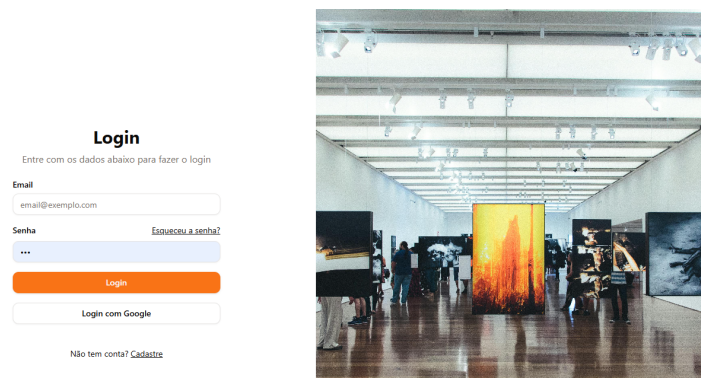 Login
Entre com os dados abaixo para fazer o login
Email
email@exemplo.com
Senha Esqueceu a senha?
•••
Login
Login com Google
Não tem conta? Cadastre